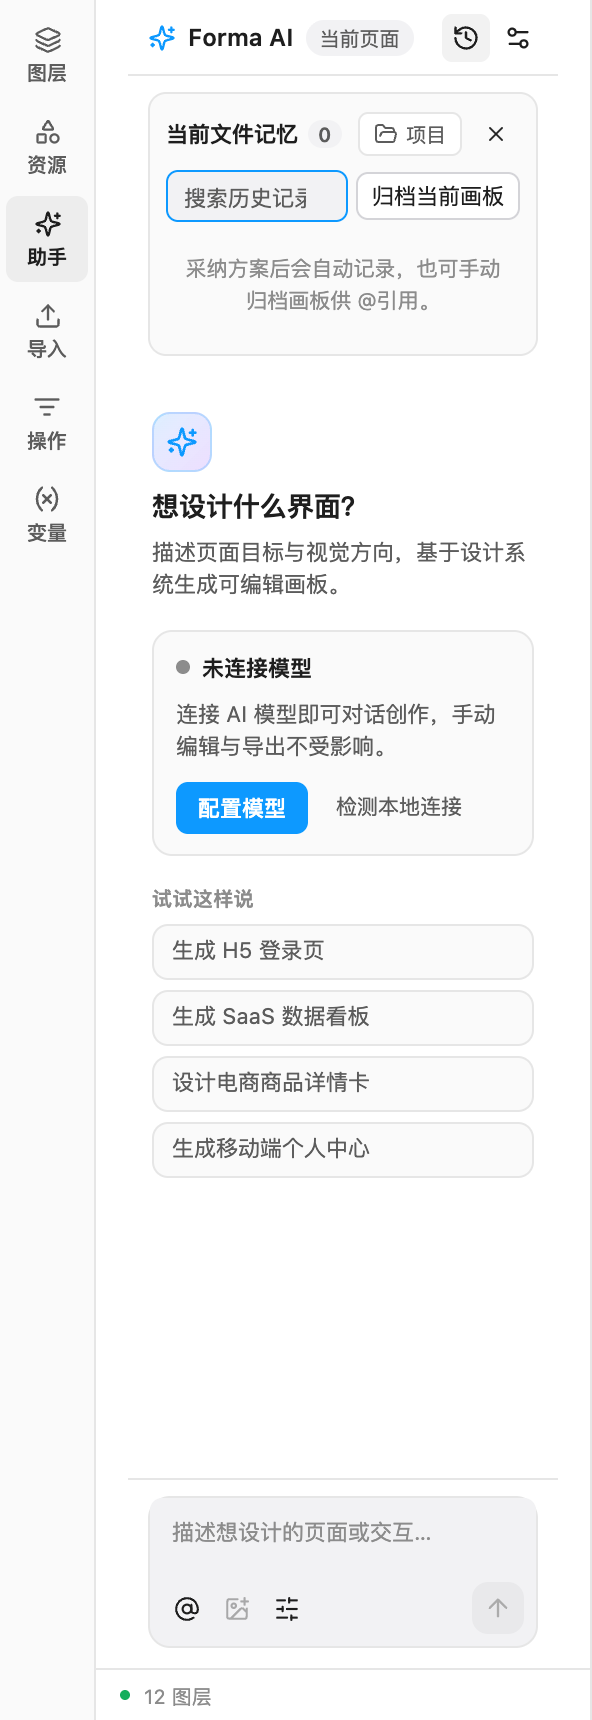 图层
资源
助手
导入
操作
变量
Forma AI 当前页面
当前文件记忆 0 项目
搜索历史记 归档当前画板
采纳方案后会自动记录，也可手动
归档画板供 @引用。
想设计什么界面?
描述页面目标与视觉方向，基于设计系
统生成可编辑画板。
未连接模型
连接 AI 模型即可对话创作，手动
编辑与导出不受影响。
配置模型 检测本地连接
试试这样说
生成 H5 登录页
生成 SaaS 数据看板
设计电商商品详情卡
生成移动端个人中心
描述想设计的页面或交互...
12 图层